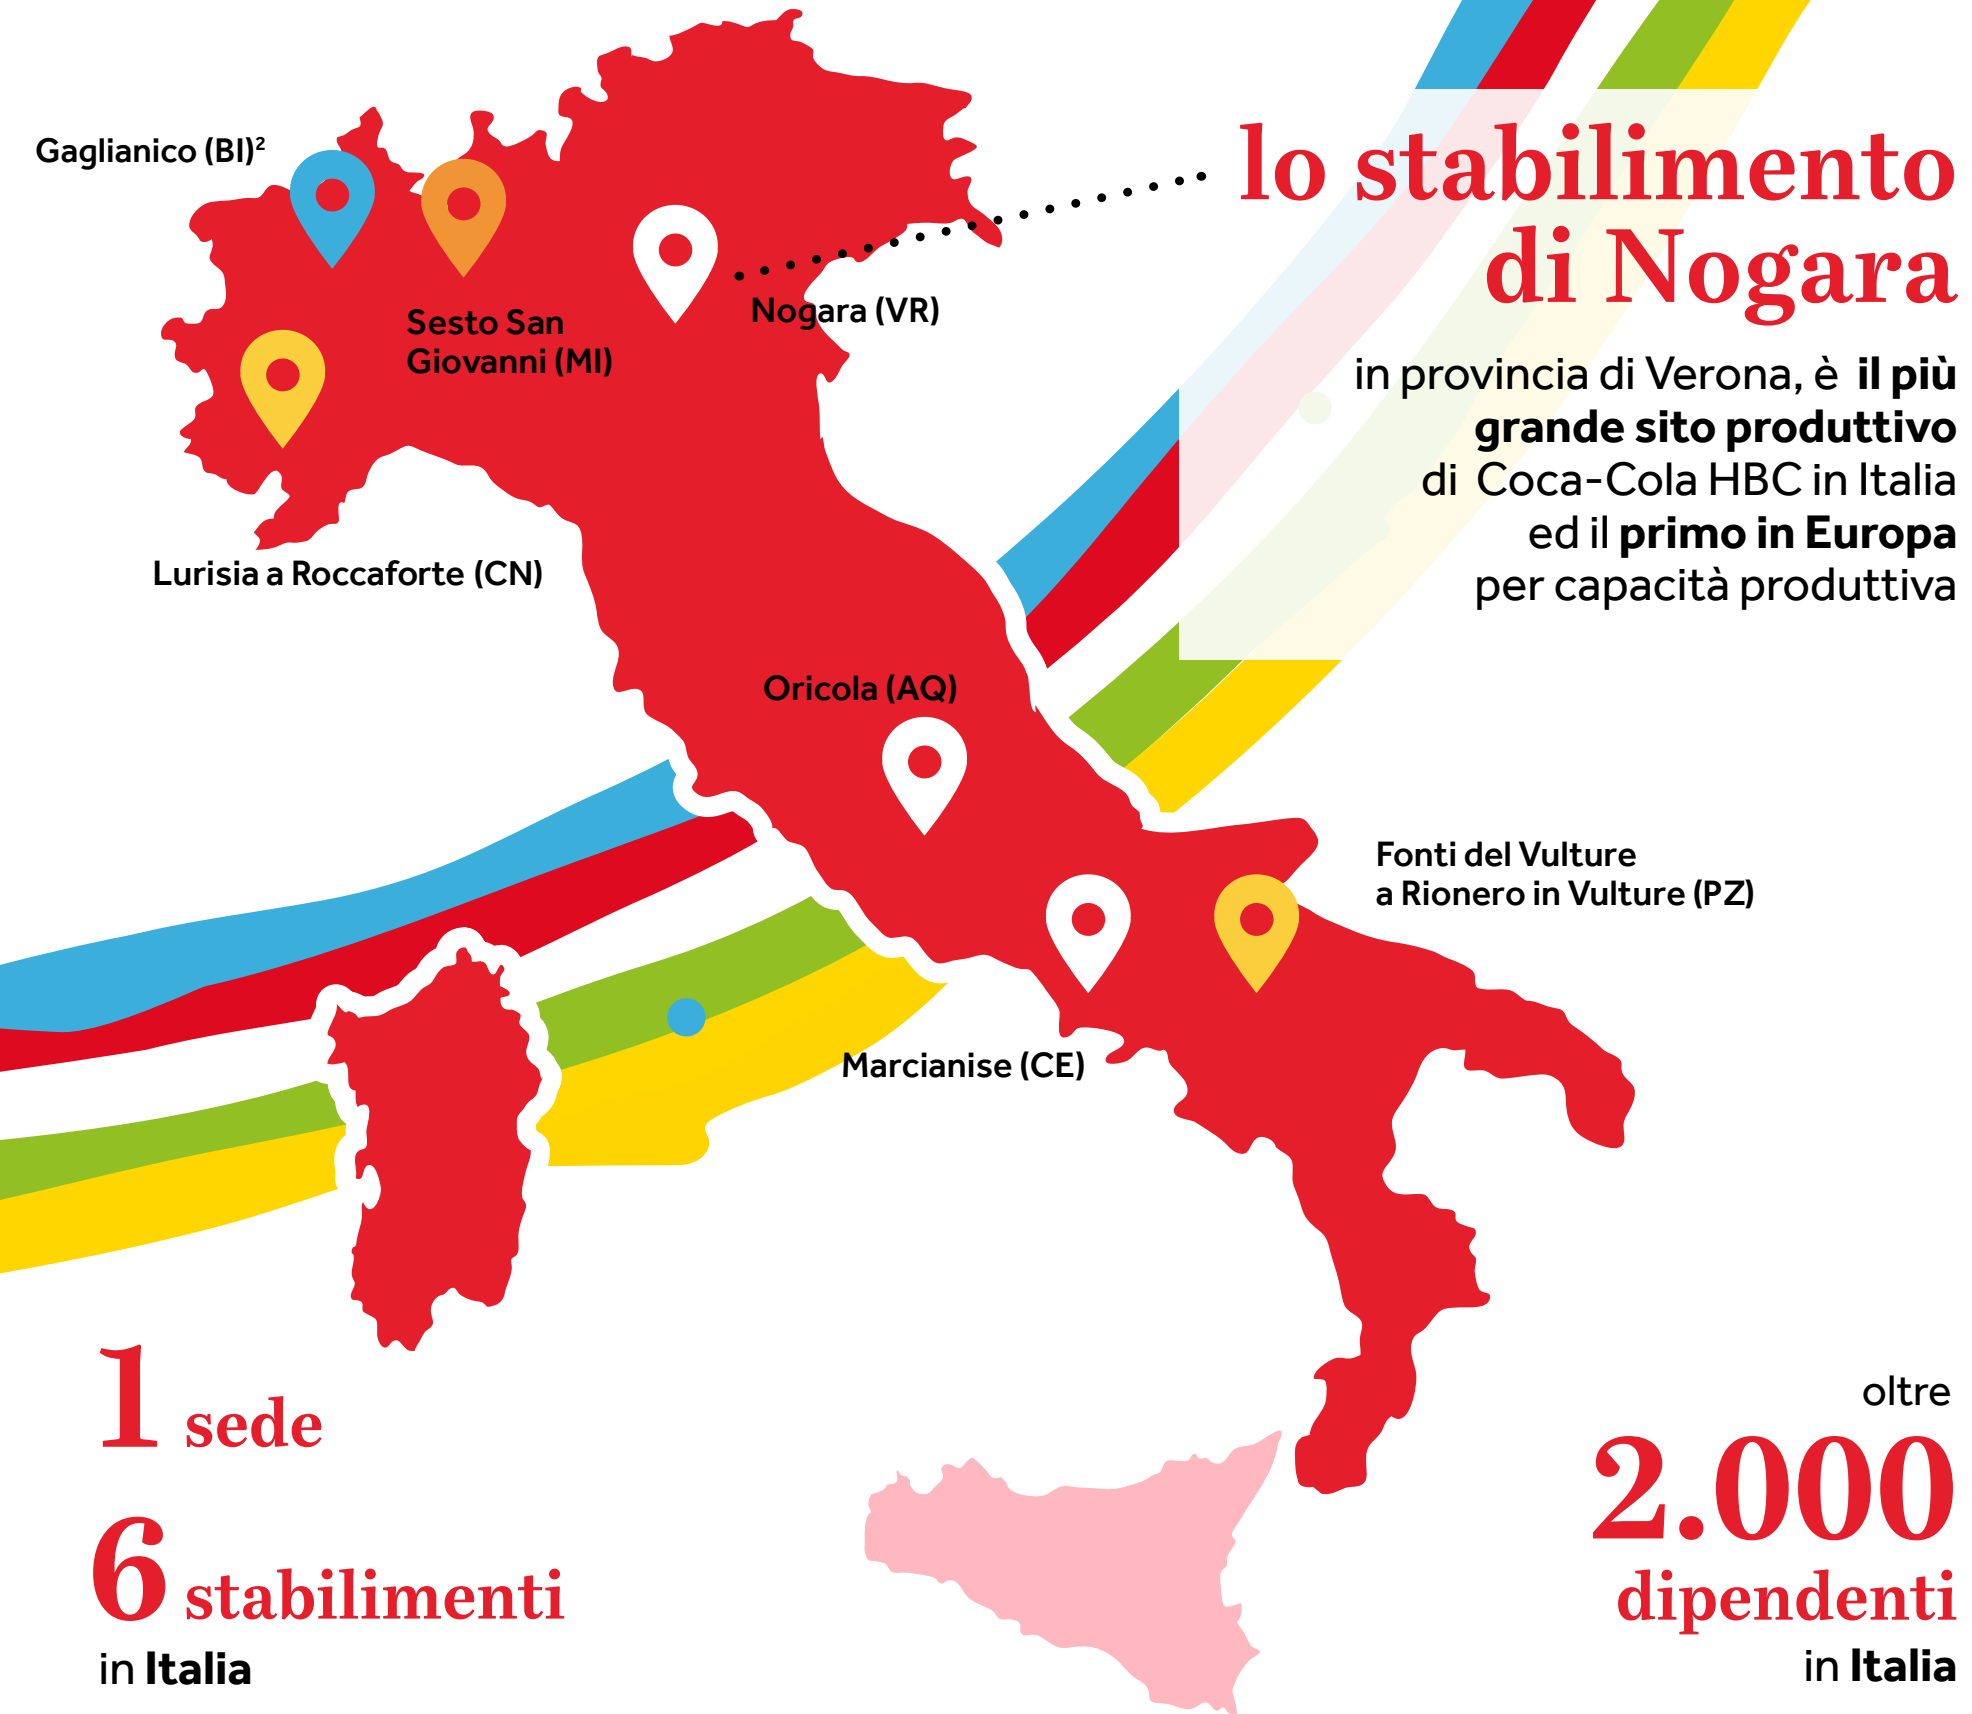 Gaglianico (BI)²
lo stabilimento
di Nogara
Sesto San
Giovanni (MI)
Nogara (VR)
in provincia di Verona, è il più
grande sito produttivo
di Coca-Cola HBC in Italia
ed il primo in Europa
per capacità produttiva
Lurisia a Roccaforte (CN)
Oricola (AQ)
Fonti del Vulture
a Rionero in Vulture (PZ)
Marcianise (CE)
1 sede
6 stabilimenti
in Italia
oltre
2.000
dipendenti
in Italia